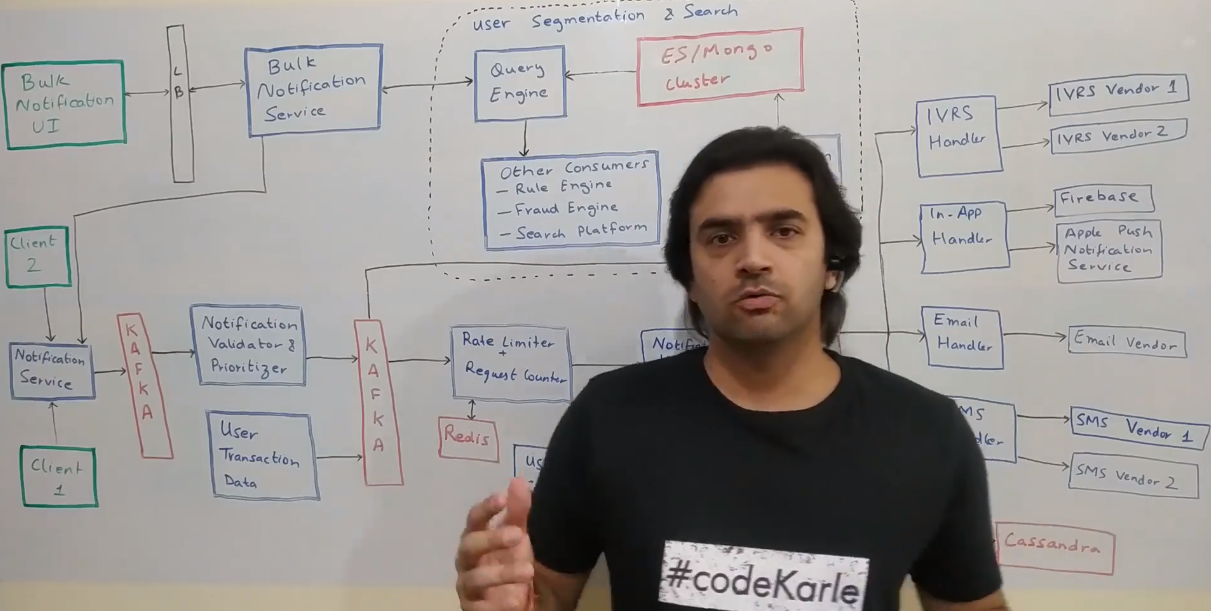 User Segmentation & Search
Bulk
Notification
UI
L
B
Bulk
Notification
Service
Query
Engine
ES/Mongo
cluster
Other Consumers
- Rule Engine
- Fraud Engine
- Search Platform
IVRS
Handler
IVRS Vendor 1
IVRS Vendor 2
In-App
Handler
Firebase
Apple Push
Notification
Service
Client
2
Notification
Service
Client
1
KAFKA
Notification
Validator &
Prioritizer
User
Transaction
Data
KAFKA
Rate Limiter
+
Request Counter
Redis
Email
Handler
Email Vendor
SMS Vendor 1
SMS Vendor 2
Cassandra
#codeKarle